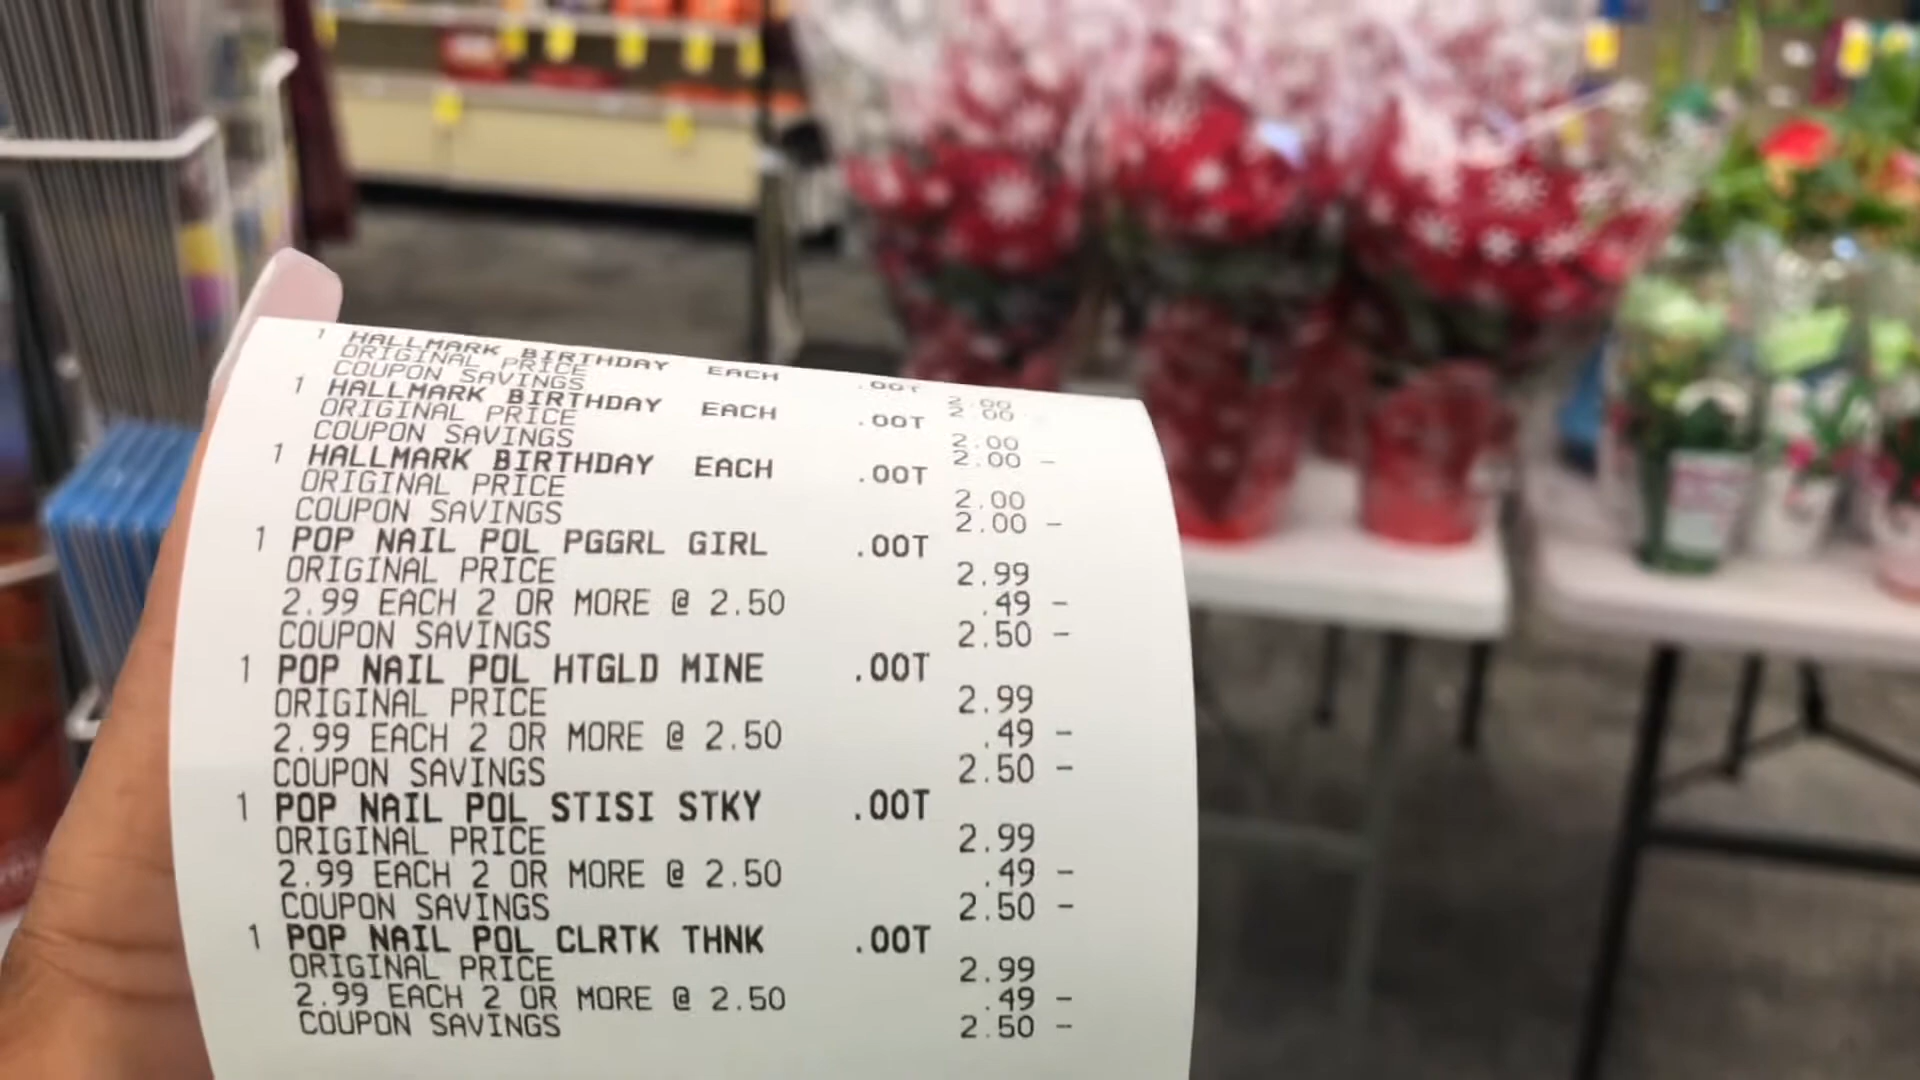 1 HALLMARK BIRTHDAY EACH .00T
ORIGINAL PRICE 2.00
COUPON SAVINGS 2.00
1 HALLMARK BIRTHDAY EACH .00T
ORIGINAL PRICE 2.00
COUPON SAVINGS 2.00 -
1 HALLMARK BIRTHDAY EACH .00T
ORIGINAL PRICE 2.00
COUPON SAVINGS 2.00 -
1 POP NAIL POL PGGRL GIRL .00T
ORIGINAL PRICE 2.99
2.99 EACH 2 OR MORE @ 2.50 .49 -
COUPON SAVINGS 2.50 -
1 POP NAIL POL HTGLD MINE .00T
ORIGINAL PRICE 2.99
2.99 EACH 2 OR MORE @ 2.50 .49 -
COUPON SAVINGS 2.50 -
1 POP NAIL POL STISI STKY .00T
ORIGINAL PRICE 2.99
2.99 EACH 2 OR MORE @ 2.50 .49 -
COUPON SAVINGS 2.50 -
1 POP NAIL POL CLRTK THNK .00T
ORIGINAL PRICE 2.99
2.99 EACH 2 OR MORE @ 2.50 .49 -
COUPON SAVINGS 2.50 -